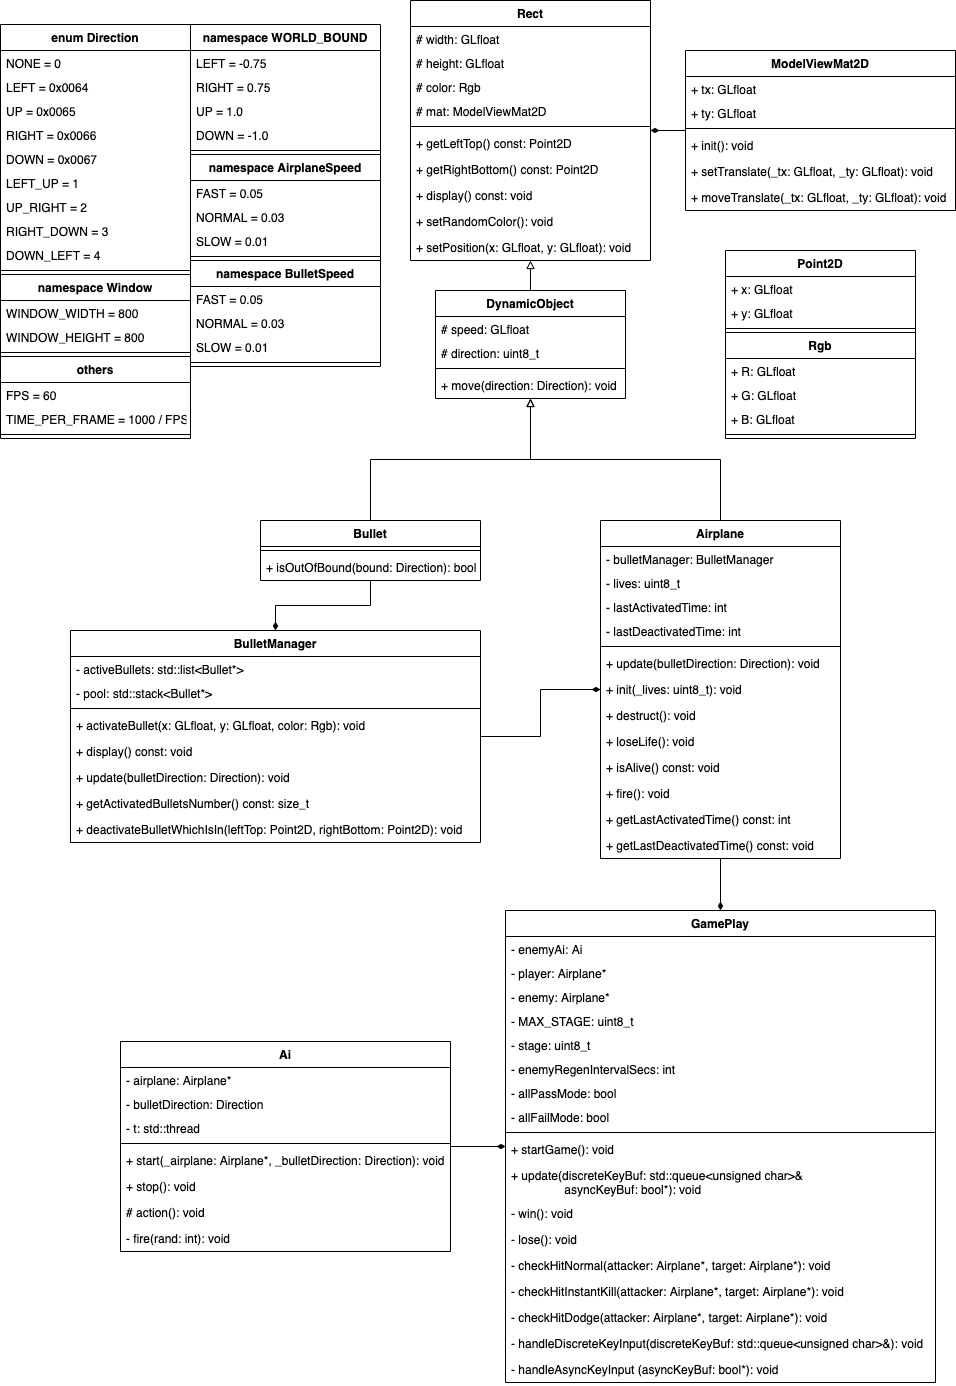 enum Direction
NONE = 0
LEFT = 0x0064
UP = 0x0065
RIGHT = 0x0066
DOWN = 0x0067
LEFT_UP = 1
UP_RIGHT = 2
RIGHT_DOWN = 3
DOWN_LEFT = 4
namespace Window
WINDOW_WIDTH = 800
WINDOW_HEIGHT = 800
others
FPS = 60
TIME_PER_FRAME = 1000 / FPS
namespace WORLD_BOUND
LEFT = -0.75
RIGHT = 0.75
UP = 1.0
DOWN = -1.0
namespace AirplaneSpeed
FAST = 0.05
NORMAL = 0.03
SLOW = 0.01
namespace BulletSpeed
FAST = 0.05
NORMAL = 0.03
SLOW = 0.01
Rect
# width: GLfloat
# height: GLfloat
# color: Rgb
# mat: ModelViewMat2D
+ getLeftTop() const: Point2D
+ getRightBottom() const: Point2D
+ display() const: void
+ setRandomColor(): void
+ setPosition(x: GLfloat, y: GLfloat): void
ModelViewMat2D
+ tx: GLfloat
+ ty: GLfloat
+ init(): void
+ setTranslate(_tx: GLfloat, _ty: GLfloat): void
+ moveTranslate(_tx: GLfloat, _ty: GLfloat): void
Point2D
+ x: GLfloat
+ y: GLfloat
Rgb
+ R: GLfloat
+ G: GLfloat
+ B: GLfloat
DynamicObject
# speed: GLfloat
# direction: uint8_t
+ move(direction: Direction): void
Bullet
+ isOutOfBound(bound: Direction): bool
Airplane
- bulletManager: BulletManager
- lives: uint8_t
- lastActivatedTime: int
- lastDeactivatedTime: int
+ update(bulletDirection: Direction): void
+ init(_lives: uint8_t): void
+ destruct(): void
+ loseLife(): void
+ isAlive() const: void
+ fire(): void
+ getLastActivatedTime() const: int
+ getLastDeactivatedTime() const: void
BulletManager
- activeBullets: std::list<Bullet*>
- pool: std::stack<Bullet*>
+ activateBullet(x: GLfloat, y: GLfloat, color: Rgb): void
+ display() const: void
+ update(bulletDirection: Direction): void
+ getActivatedBulletsNumber() const: size_t
+ deactivateBulletWhichIsIn(leftTop: Point2D, rightBottom: Point2D): void
GamePlay
- enemyAi: Ai
- player: Airplane*
- enemy: Airplane*
- MAX_STAGE: uint8_t
- stage: uint8_t
- enemyRegenIntervalSecs: int
- allPassMode: bool
- allFailMode: bool
+ startGame(): void
+ update(discreteKeyBuf: std::queue<unsigned char>&
asyncKeyBuf: bool*): void
- win(): void
- lose(): void
- checkHitNormal(attacker: Airplane*, target: Airplane*): void
- checkHitInstantKill(attacker: Airplane*, target: Airplane*): void
- checkHitDodge(attacker: Airplane*, target: Airplane*): void
- handleDiscreteKeyInput(discreteKeyBuf: std::queue<unsigned char>&): void
- handleAsyncKeyInput (asyncKeyBuf: bool*): void
Ai
- airplane: Airplane*
- bulletDirection: Direction
- t: std::thread
+ start(_airplane: Airplane*, _bulletDirection: Direction): void
+ stop(): void
# action(): void
- fire(rand: int): void